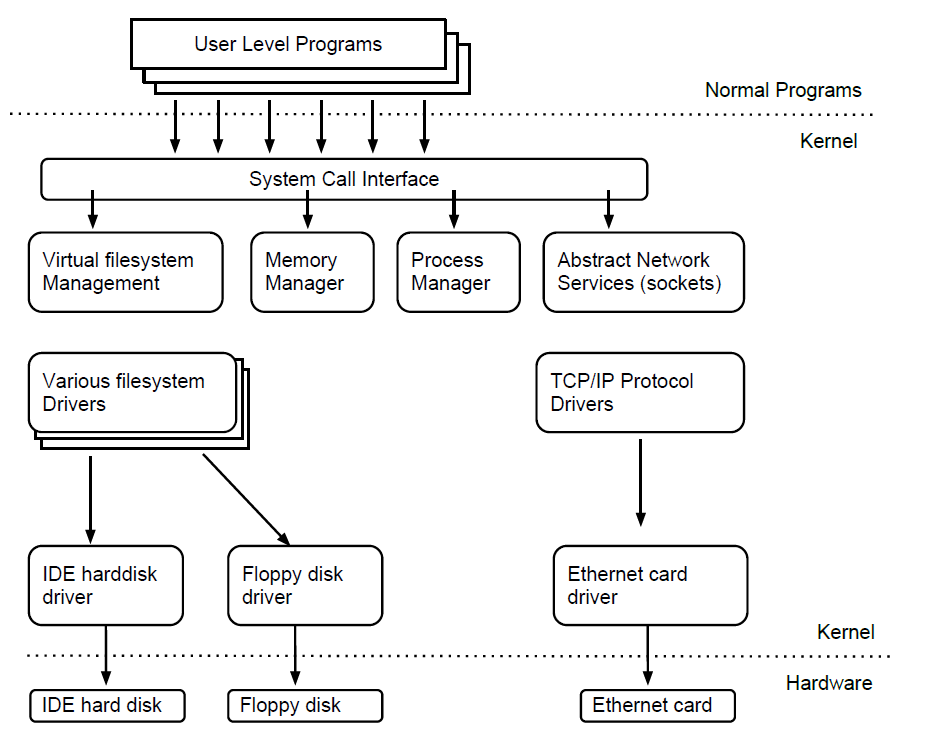 User Level Programs
Normal Programs
Kernel
System Call Interface
Virtual filesystem
Management
Memory
Manager
Process
Manager
Abstract Network
Services (sockets)
Various filesystem
Drivers
TCP/IP Protocol
Drivers
IDE harddisk
driver
Floppy disk
driver
Ethernet card
driver
Kernel
Hardware
IDE hard disk
Floppy disk
Ethernet card